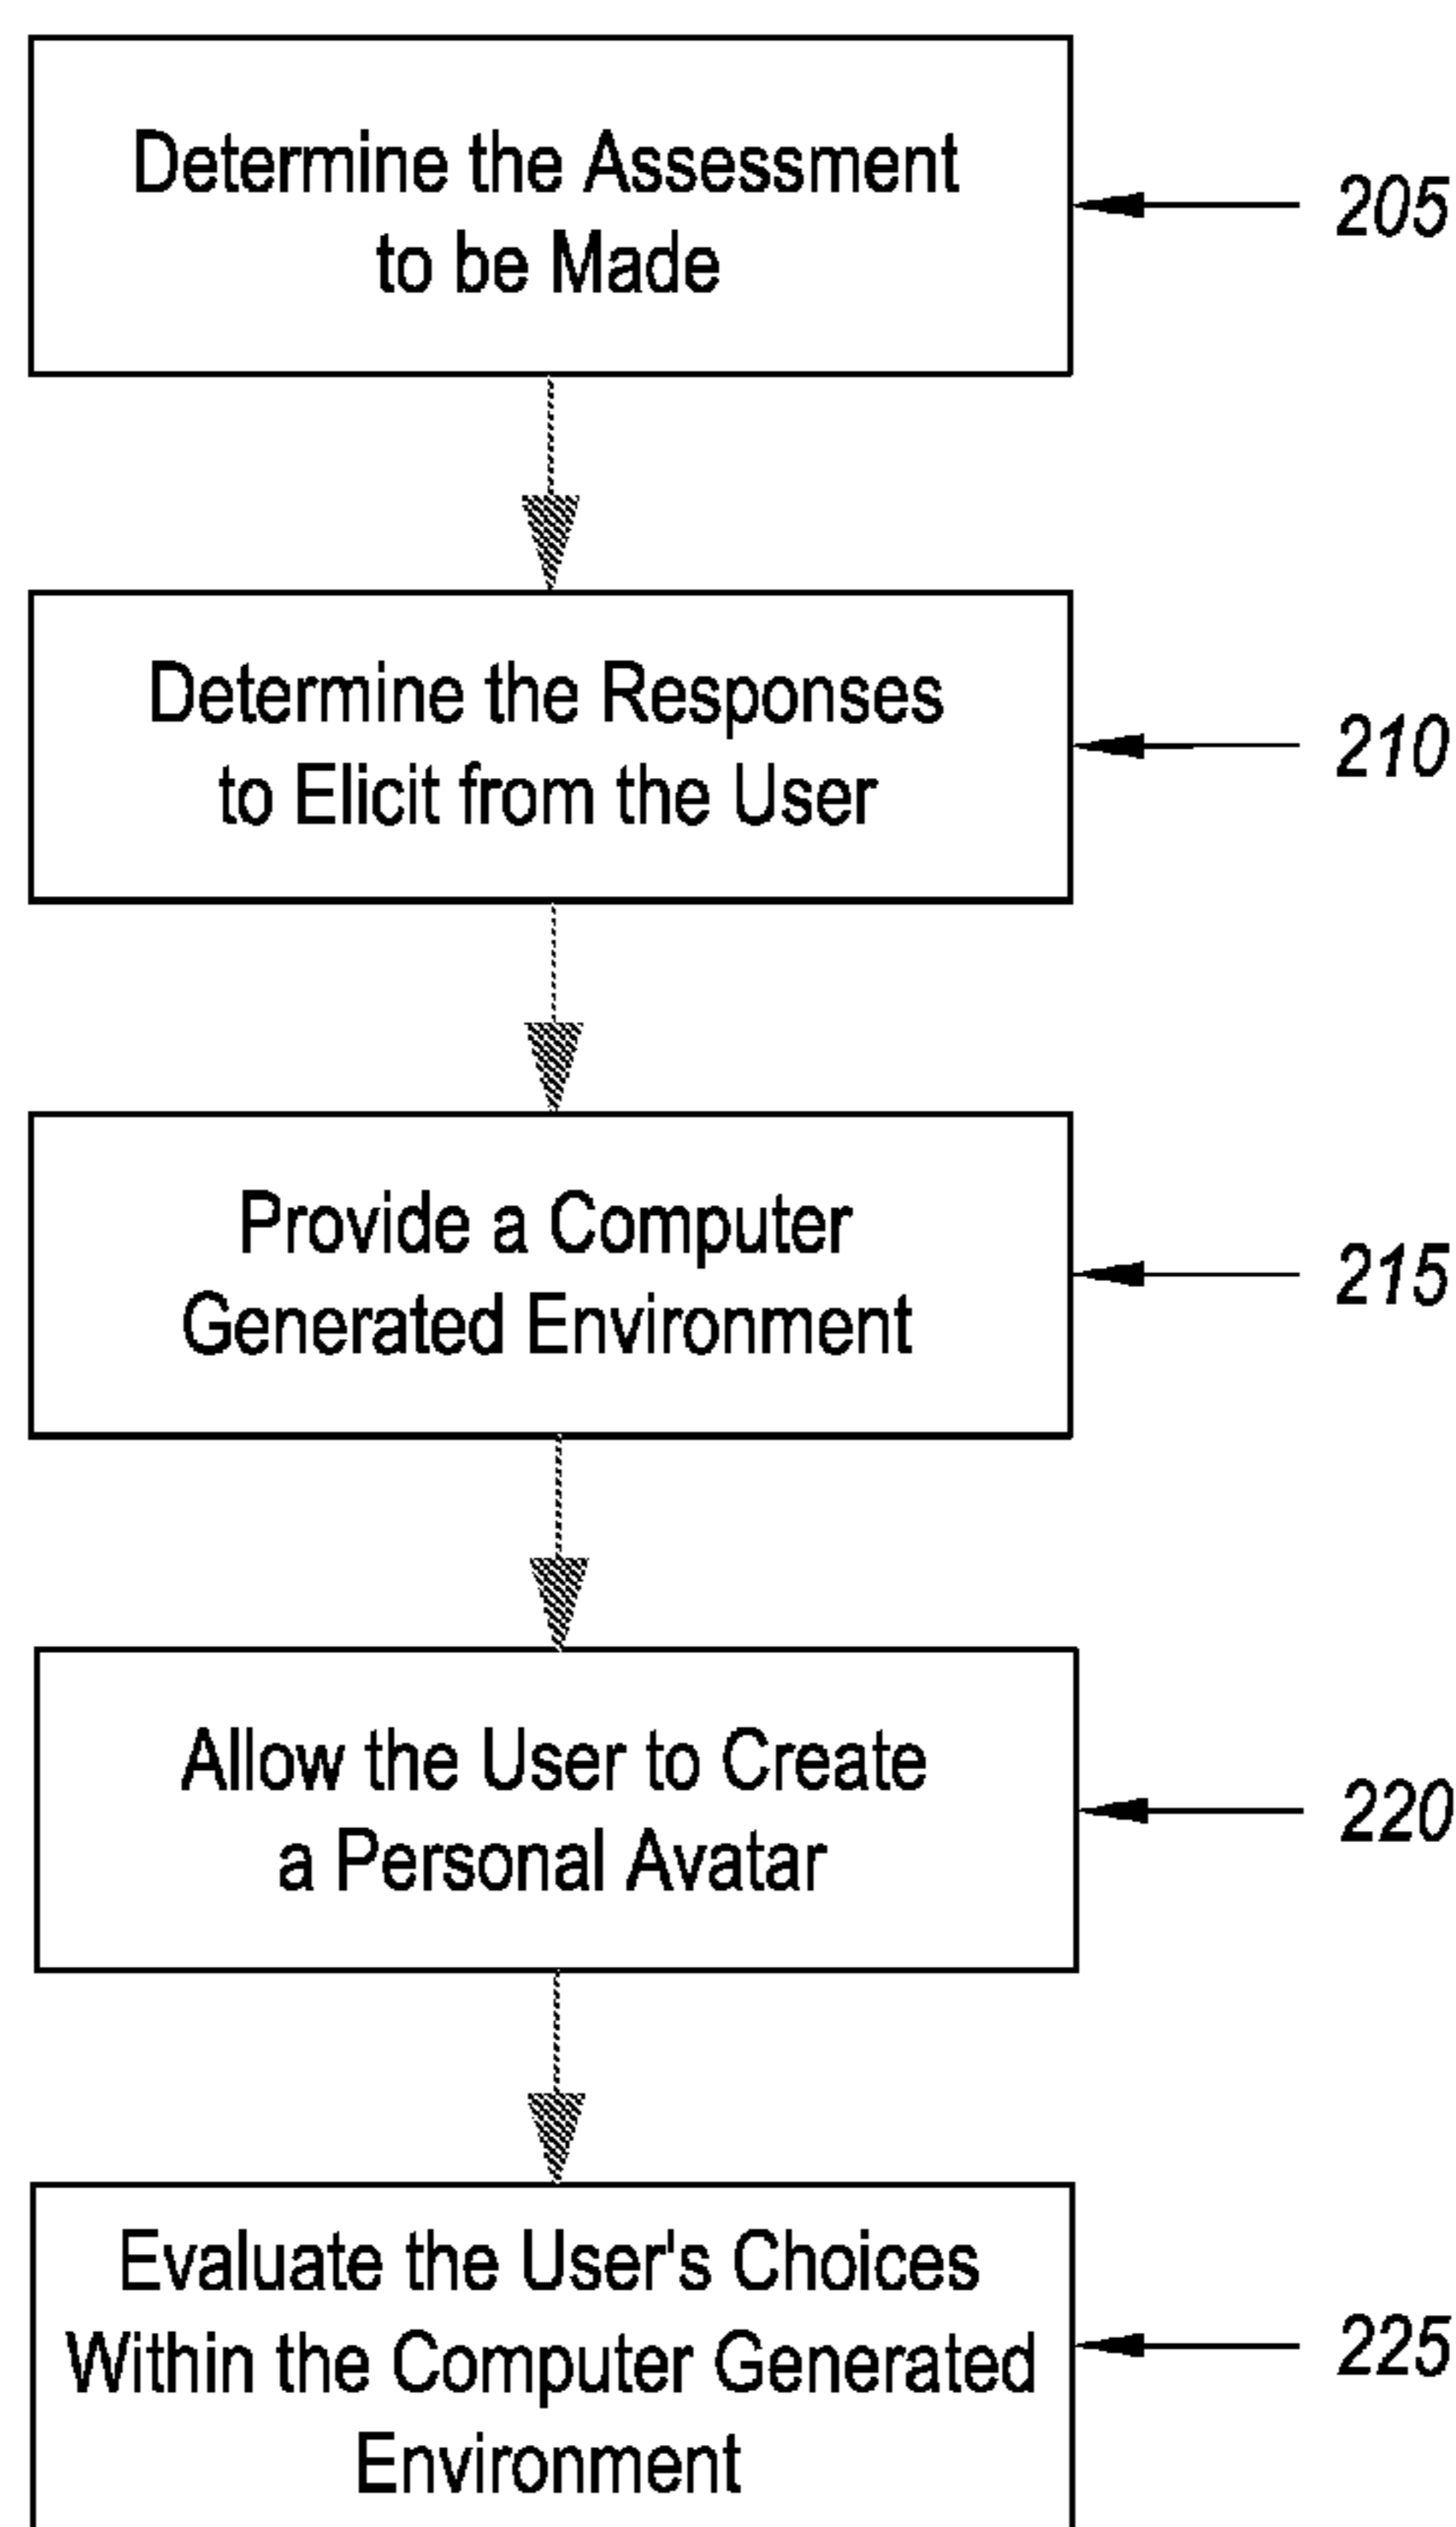 Determine the Assessment
to be Made
205
Determine the Responses
to Elicit from the User
210
Provide a Computer
Generated Environment
215
Allow the User to Create
a Personal Avatar
220
Evaluate the User's Choices
Within the Computer Generated
Environment
225